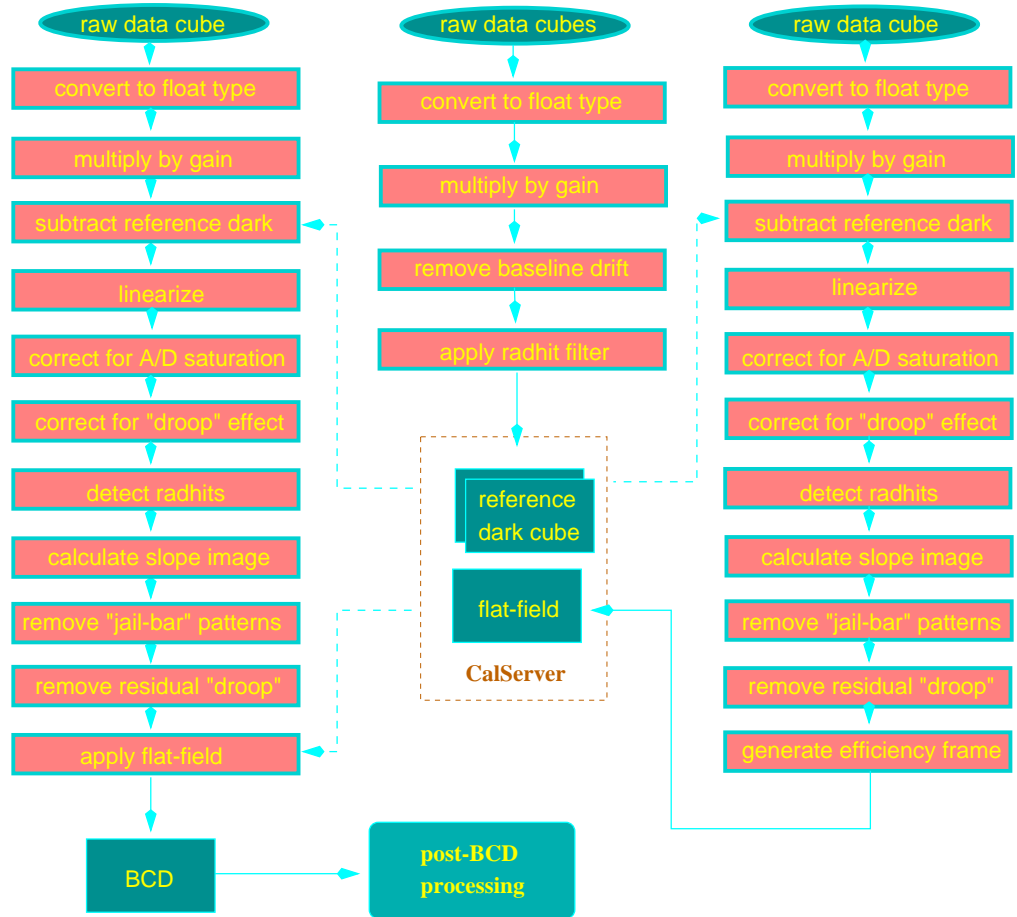 raw data cube
convert to float type
multiply by gain
subtract reference dark
linearize
correct for A/D saturation
correct for "droop" effect
detect radhits
calculate slope image
remove "jail-bar" patterns
remove residual "droop"
apply flat-field
BCD
raw data cubes
convert to float type
multiply by gain
remove baseline drift
apply radhit filter
reference
dark cube
flat-field
CalServer
post-BCD
processing
raw data cube
convert to float type
multiply by gain
subtract reference dark
linearize
correct for A/D saturation
correct for "droop" effect
detect radhits
calculate slope image
remove "jail-bar" patterns
remove residual "droop"
generate efficiency frame